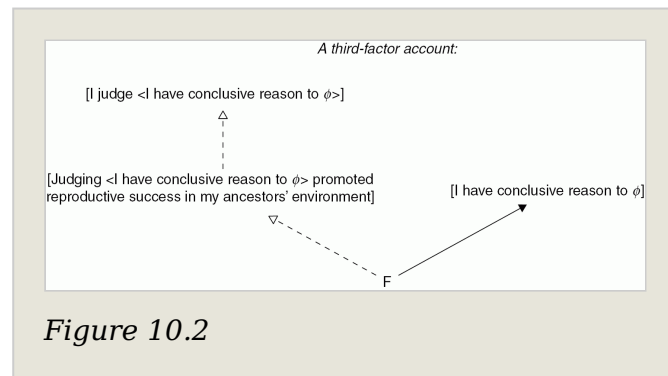 A third-factor account:
[I judge <I have conclusive reason to ϕ>]
[Judging <I have conclusive reason to ϕ> promoted
reproductive success in my ancestors' environment]
[I have conclusive reason to ϕ]
F
Figure 10.2